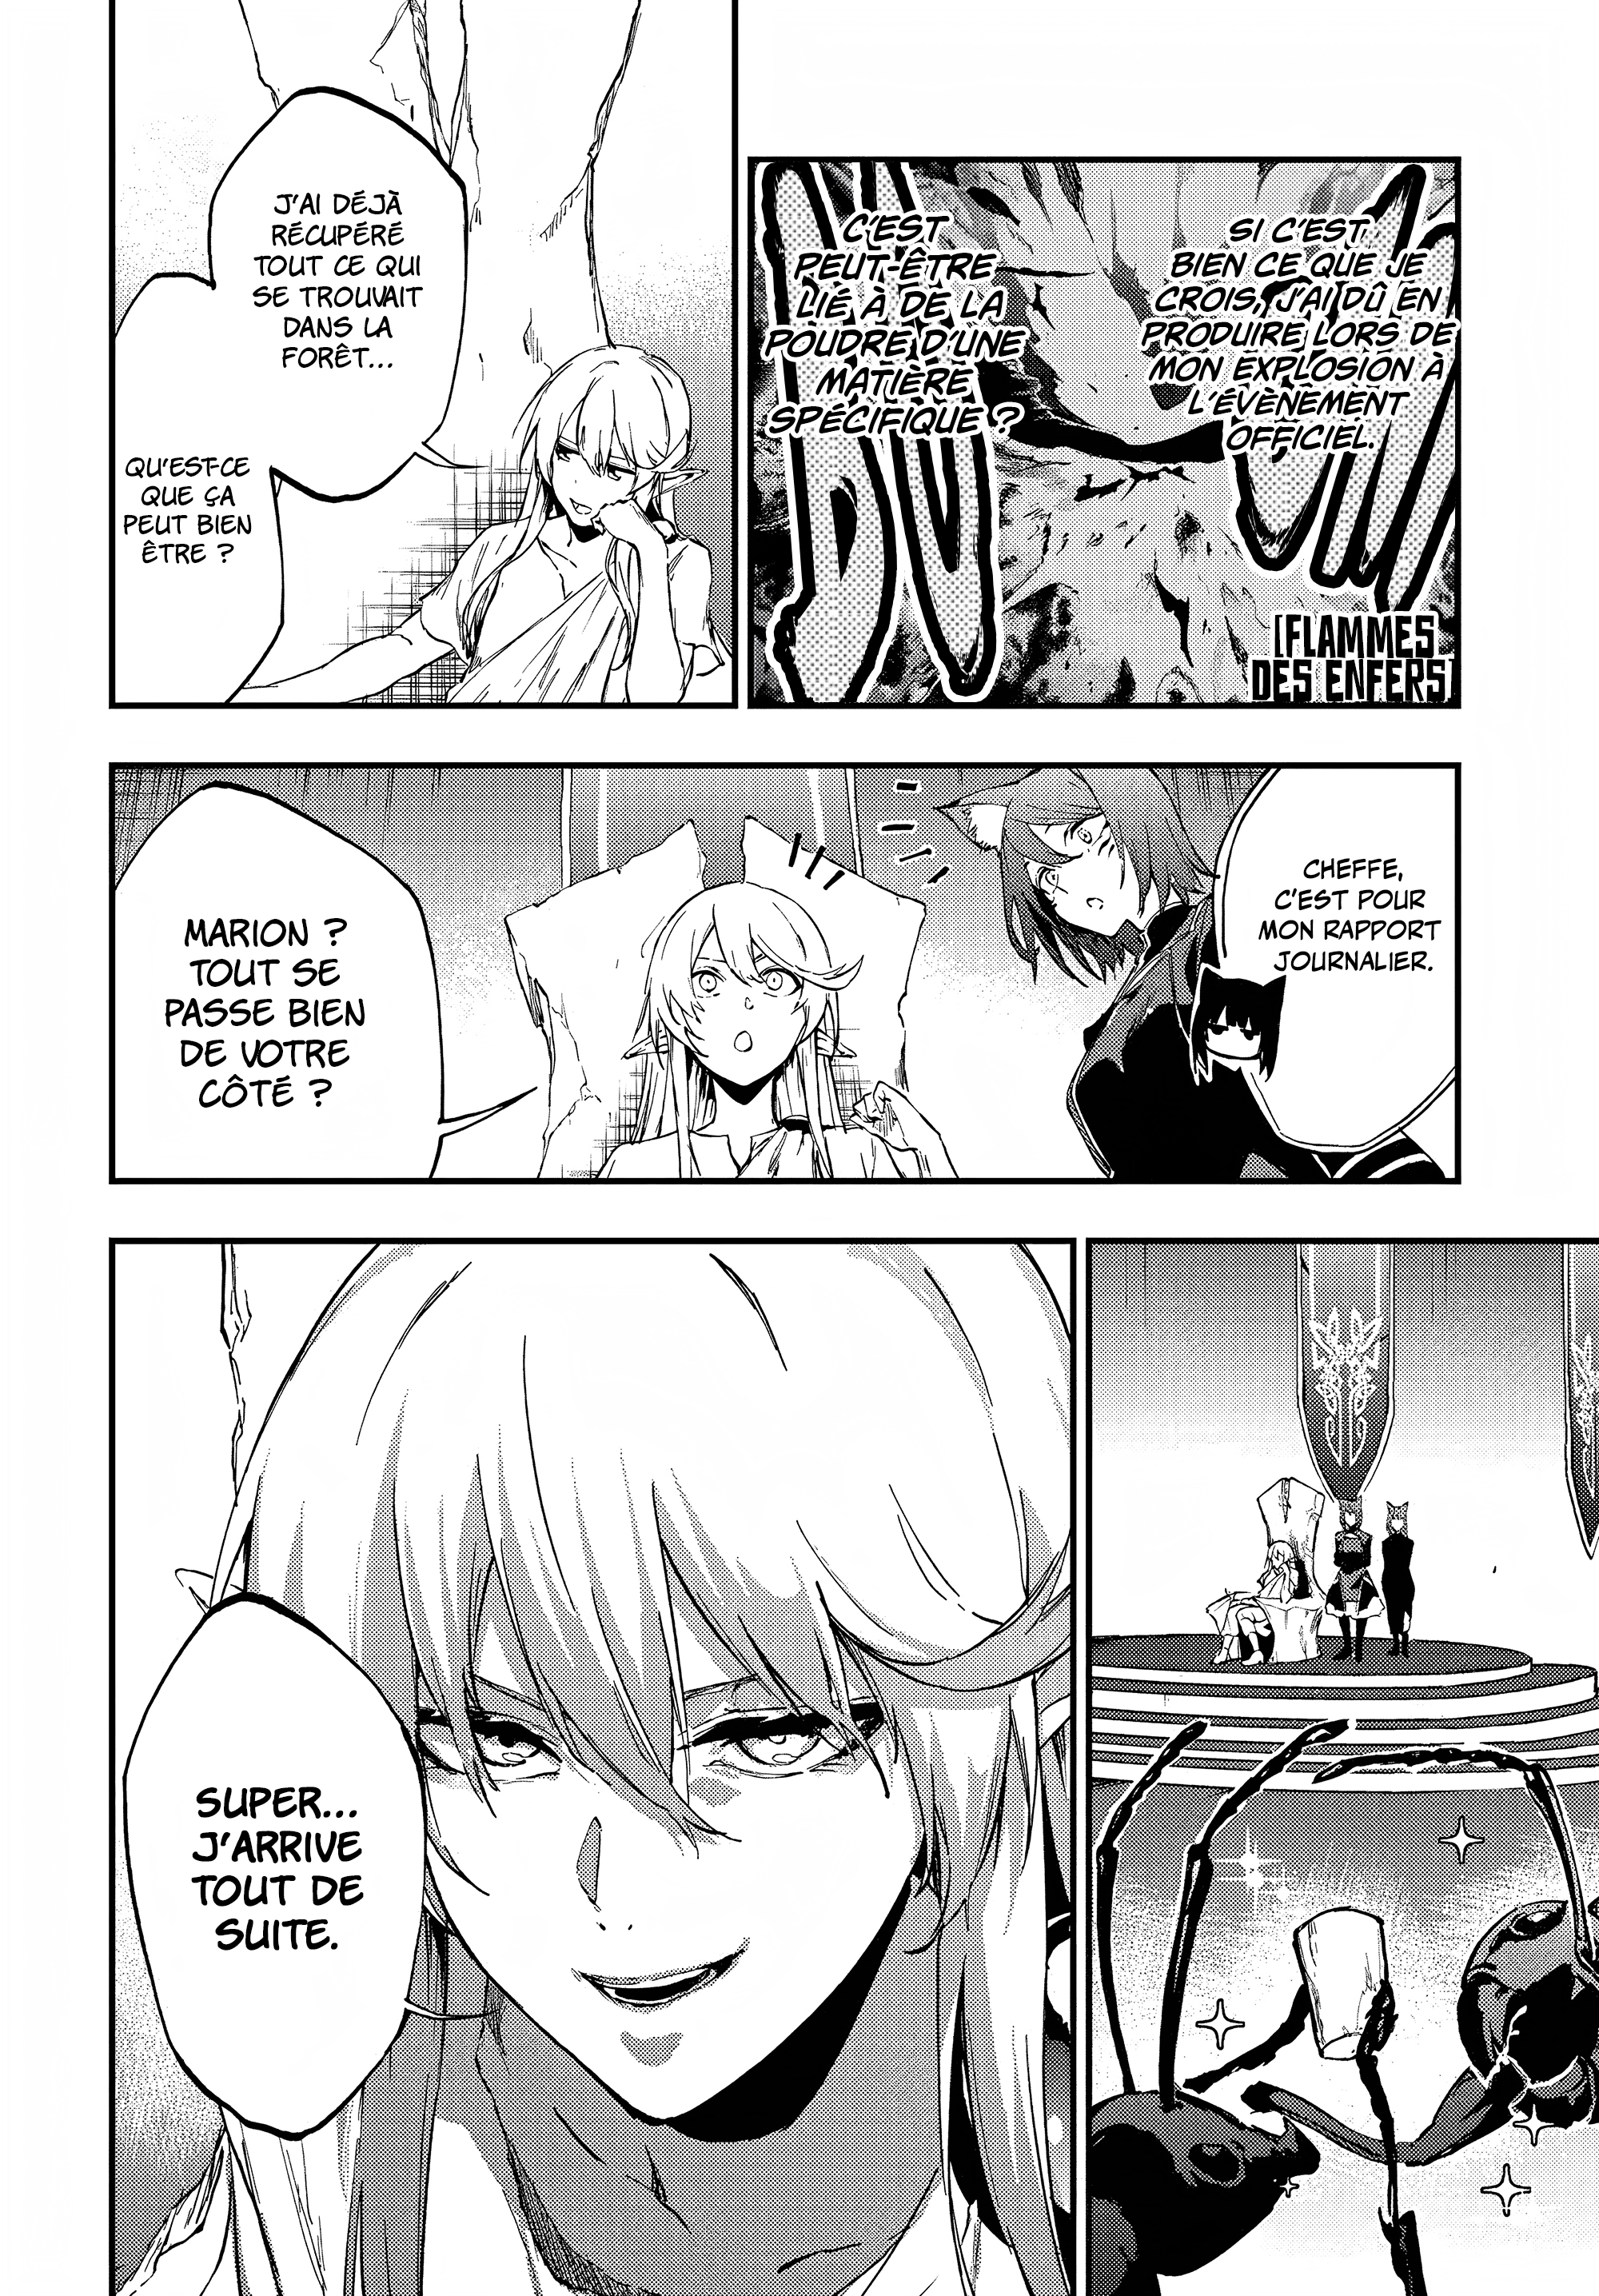 SI C'EST
BIEN CE QUE JE
CROIS, J'AI DÛ EN
PRODUIRE LORS DE
MON EXPLOSION À
L'ÉVÈNEMENT
OFFICIEL.
C'EST
PEUT-ÊTRE
LIÉ À DE LA
POUDRE D'UNE
MATIÈRE
SPÉCIFIQUE ?
[FLAMMES
DES ENFERS]
J'AI DÉJÀ
RÉCUPÉRÉ
TOUT CE QUI
SE TROUVAIT
DANS LA
FORÊT...
QU'EST-CE
QUE ÇA
PEUT BIEN
ÊTRE ?
CHEFFE,
C'EST POUR
MON RAPPORT
JOURNALIER.
MARION ?
TOUT SE
PASSE BIEN
DE VOTRE
CÔTÉ ?
SUPER...
J'ARRIVE
TOUT DE
SUITE.